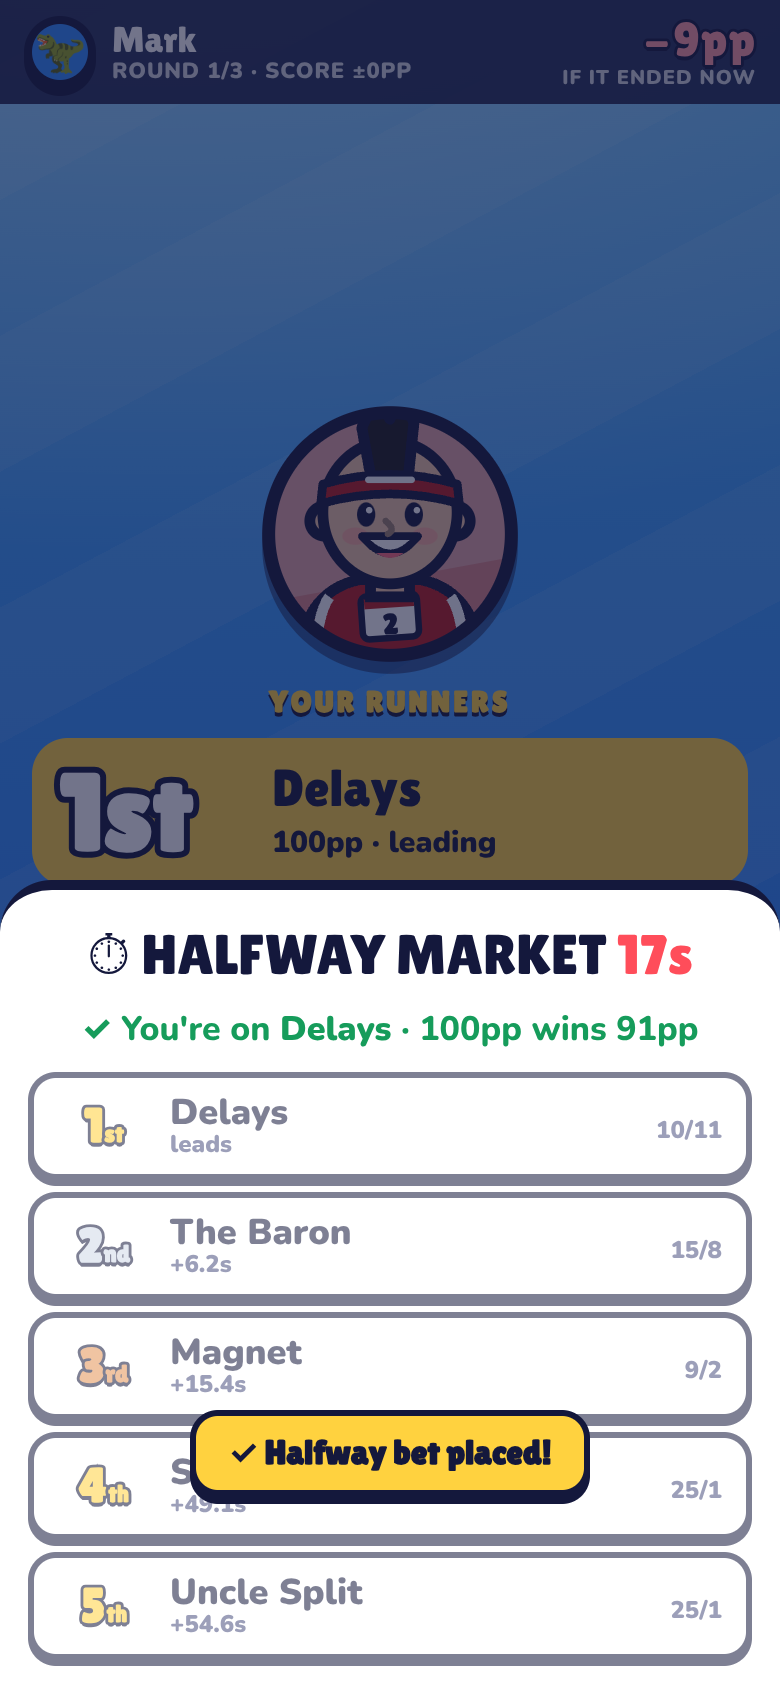 Mark
ROUND 1/3 · SCORE ±0PP
−9pp
IF IT ENDED NOW
2
YOUR RUNNERS
1st
Delays
100pp · leading
⏱ HALFWAY MARKET 17s
✓ You're on Delays · 100pp wins 91pp
1st
Delays
leads
10/11
2nd
The Baron
+6.2s
15/8
3rd
Magnet
+15.4s
9/2
✓ Halfway bet placed!
4th
+49.1s
25/1
5th
Uncle Split
+54.6s
25/1